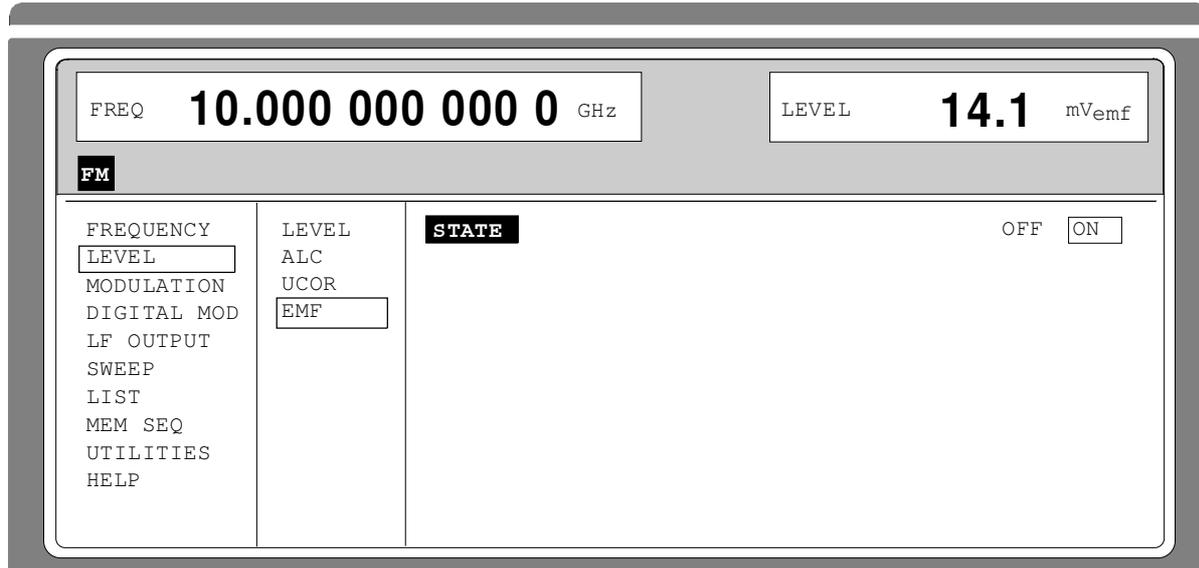 FREQ 10.000 000 000 0 GHz LEVEL 14.1 mVemf
FM
FREQUENCY LEVEL STATE OFF ON
LEVEL ALC
MODULATION UCOR
DIGITAL MOD EMF
LF OUTPUT
SWEEP
LIST
MEM SEQ
UTILITIES
HELP